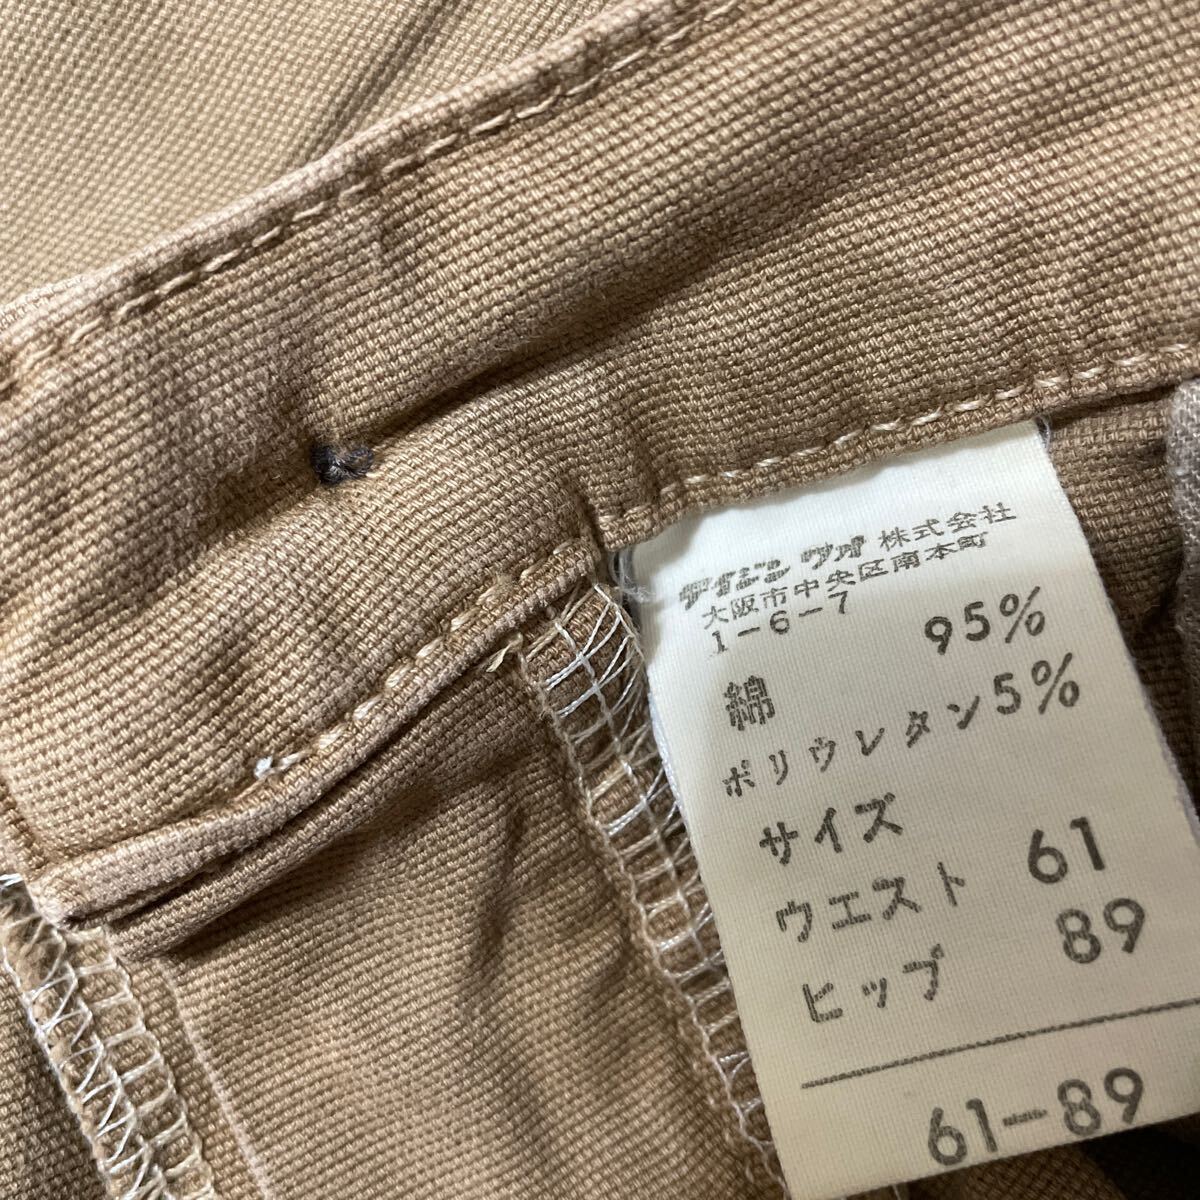 株式会社
大阪市中央区南本町
1-6-7
綿 95%
ポリウレタン5%
サイズ
ウエスト 61
ヒップ 89
61-89